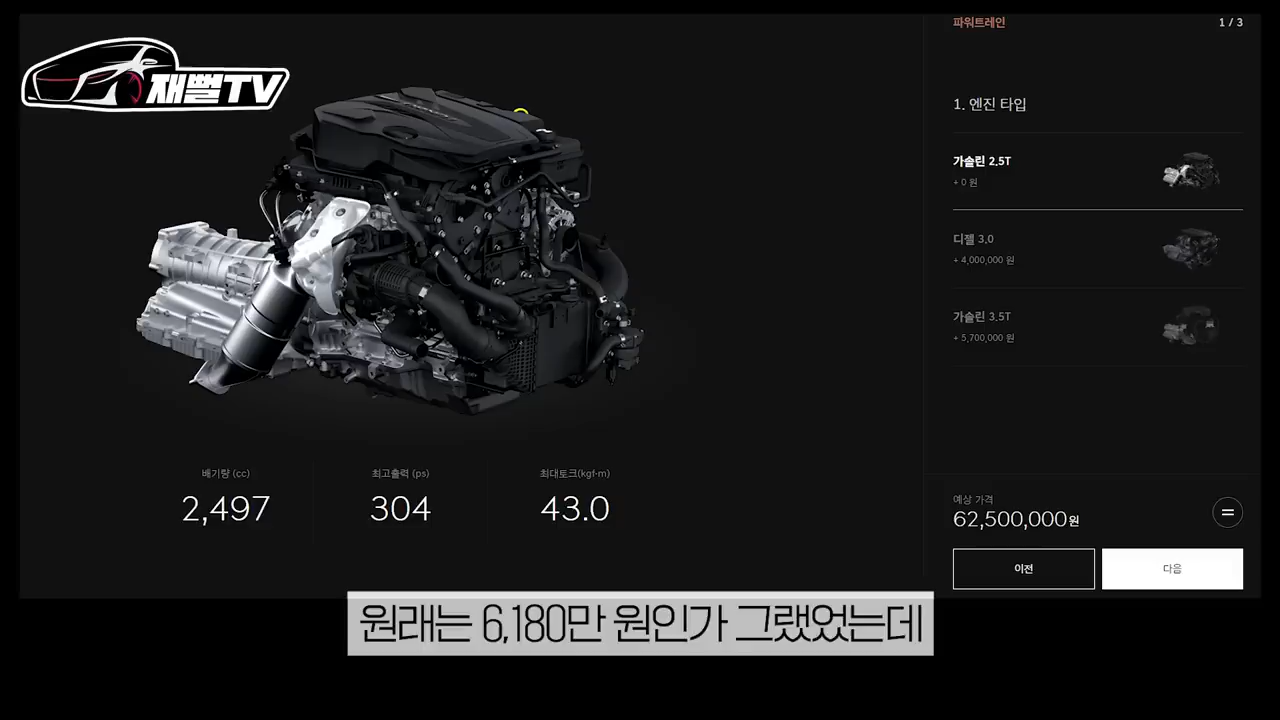 재뻘TV
파워트레인
1 / 3
1. 엔진 타입
가솔린 2.5T
+ 0 원
디젤 3.0
+ 4,000,000 원
가솔린 3.5T
+ 5,700,000 원
배기량 (cc)
2,497
최고출력 (ps)
304
최대토크(kgf-m)
43.0
예상 가격
62,500,000원
이전
다음
원래는 6,180만 원인가 그랬었는데